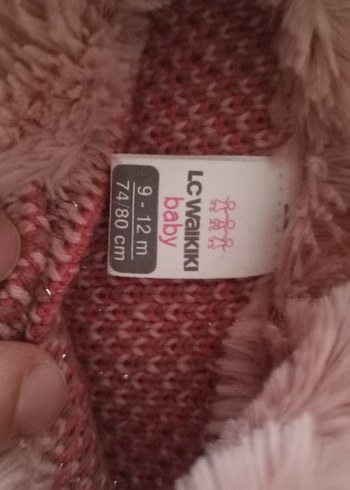 LC WAIKIKI
baby
9 - 12 m
74/80 cm